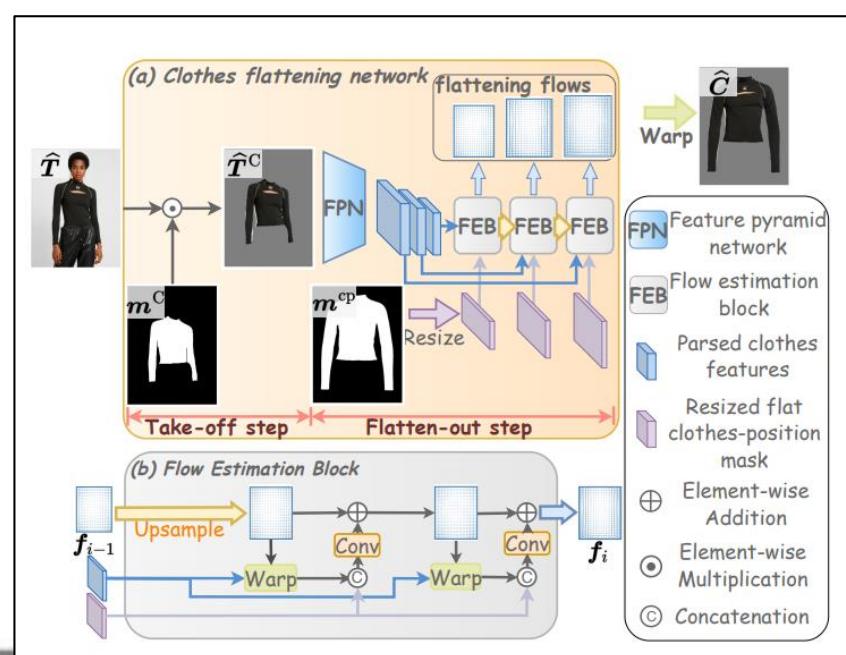 (a) Clothes flattening network
flattening flows
T̂
T̂ᶜ
FPN
FEB
FEB
FEB
Warp
Ĉ
mᶜ
mᶜᵖ
Resize
Take-off step
Flatten-out step
FPN
Feature pyramid
network
FEB
Flow estimation
block
Parsed clothes
features
Resized flat
clothes-position
mask
Element-wise
Addition
Element-wise
Multiplication
© Concatenation
(b) Flow Estimation Block
fᵢ₋₁
Upsample
Conv
Conv
fᵢ
Warp
©
Warp
©